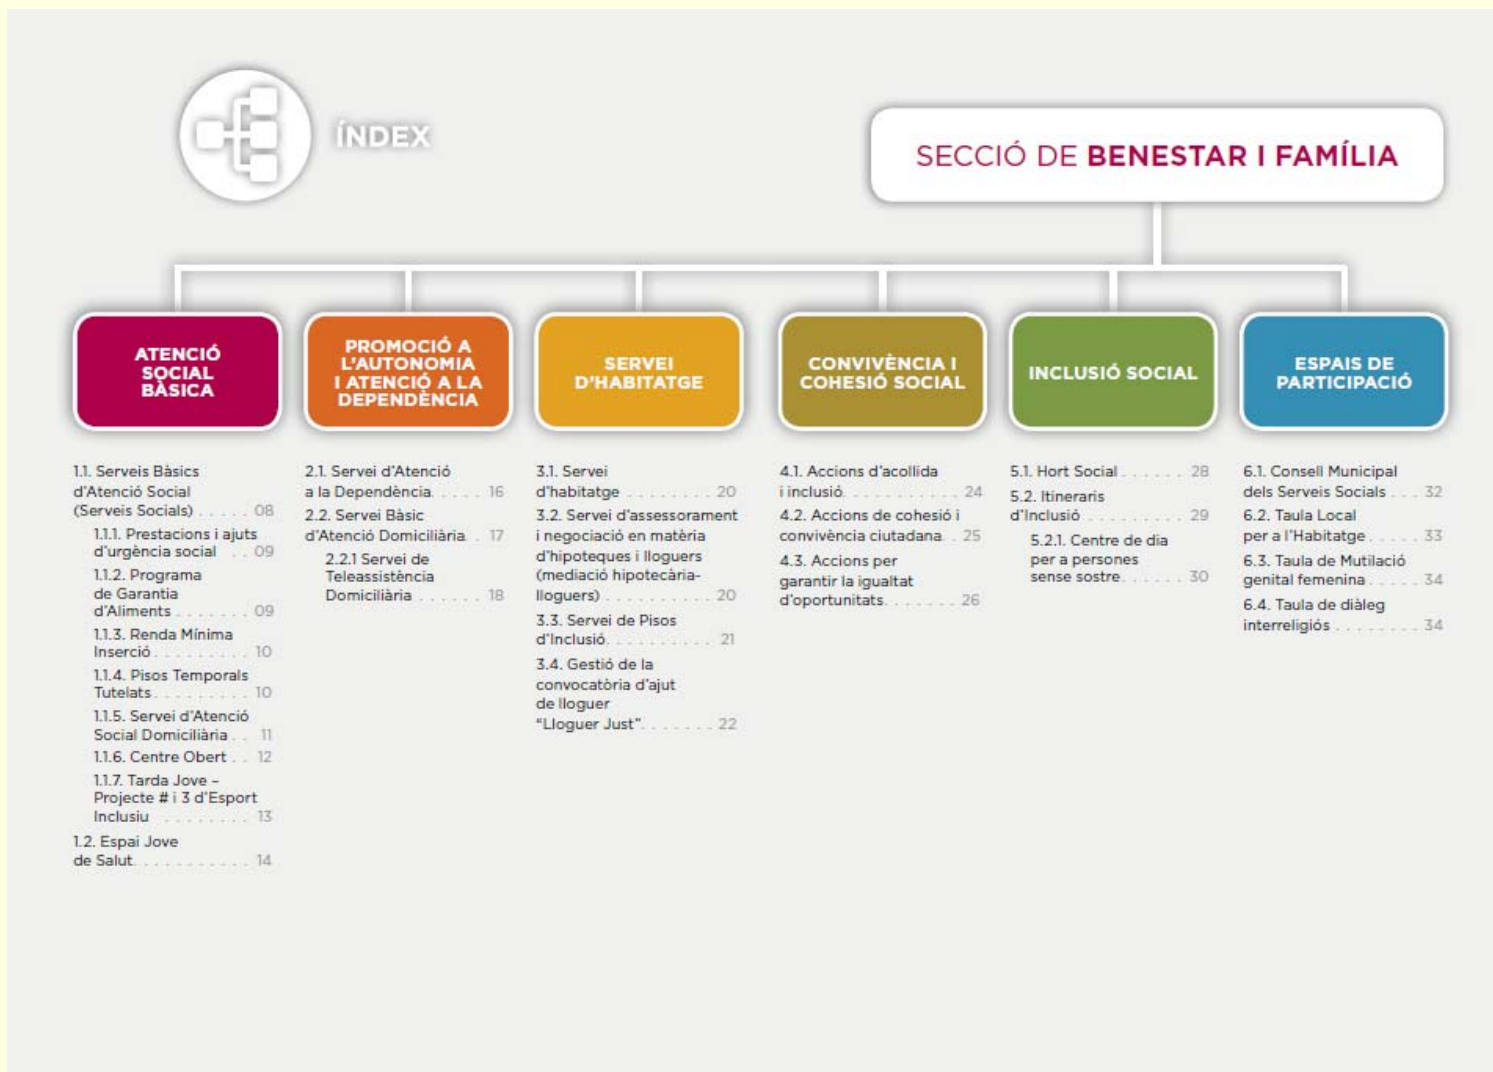 ÍNDEX
SECCIÓ DE BENESTAR I FAMÍLIA
ATENCIÓ
SOCIAL
BÀSICA
1.1. Serveis Bàsics
d'Atenció Social
(Serveis Socials) . . . . . 08
1.1.1. Prestacions i ajuts
d'urgència social . . 09
1.1.2. Programa
de Garantia
d'Aliments . . . . . . . 09
1.1.3. Renda Mínima
Inserció . . . . . . . . . 10
1.1.4. Pisos Temporals
Tutelats . . . . . . . . . 10
1.1.5. Servei d'Atenció
Social Domiciliària . . 11
1.1.6. Centre Obert . . 12
1.1.7. Tarda Jove –
Projecte # i 3 d'Esport
Inclusiu . . . . . . . . 13
1.2. Espai Jove
de Salut. . . . . . . . . . . 14
PROMOCIÓ A
L'AUTONOMIA
I ATENCIÓ A LA
DEPENDÈNCIA
2.1. Servei d'Atenció
a la Dependència. . . . . 16
2.2. Servei Bàsic
d'Atenció Domiciliària. . 17
2.2.1 Servei de
Teleassistència
Domiciliària . . . . . . 18
SERVEI
D'HABITATGE
3.1. Servei
d'habitatge . . . . . . . . 20
3.2. Servei d'assessorament
i negociació en matèria
d'hipoteques i lloguers
(mediació hipotecària-
lloguers) . . . . . . . . . . 20
3.3. Servei de Pisos
d'Inclusió. . . . . . . . . . 21
3.4. Gestió de la
convocatòria d'ajut
de lloguer
“Lloguer Just”. . . . . . . 22
CONVIVÈNCIA I
COHESIÓ SOCIAL
4.1. Accions d'acollida
i inclusió. . . . . . . . . . . 24
4.2. Accions de cohesió i
convivència ciutadana. . 25
4.3. Accions per
garantir la igualtat
d'oportunitats. . . . . . . 26
INCLUSIÓ SOCIAL
5.1. Hort Social . . . . . . 28
5.2. Itineraris
d'Inclusió . . . . . . . . . 29
5.2.1. Centre de dia
per a persones
sense sostre. . . . . . 30
ESPAIS DE
PARTICIPACIÓ
6.1. Consell Municipal
dels Serveis Socials . . . 32
6.2. Taula Local
per a l'Habitatge . . . . . 33
6.3. Taula de Mutilació
genital femenina . . . . . 34
6.4. Taula de diàleg
interreligiós . . . . . . . . 34